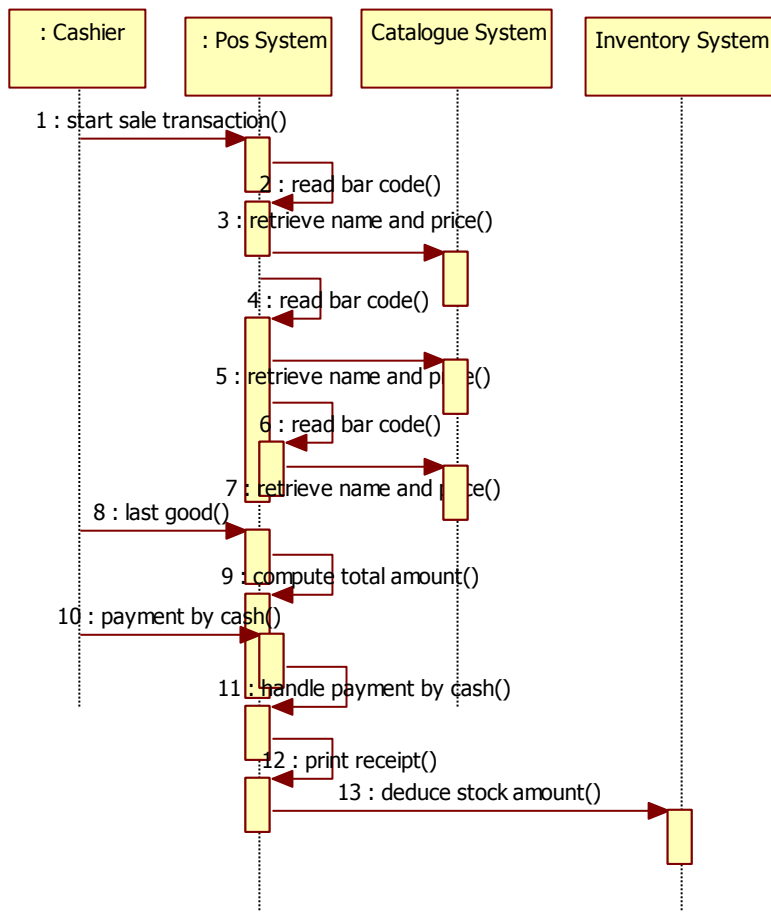 : Cashier
: Pos System
Catalogue System
Inventory System
1 : start sale transaction()
2 : read bar code()
3 : retrieve name and price()
4 : read bar code()
5 : retrieve name and price()
6 : read bar code()
7 : retrieve name and price()
8 : last good()
9 : compute total amount()
10 : payment by cash()
11 : handle payment by cash()
12 : print receipt()
13 : deduce stock amount()